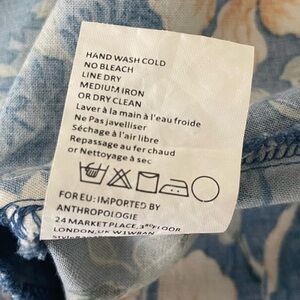 HAND WASH COLD
NO BLEACH
LINE DRY
MEDIUM IRON
OR DRY CLEAN
Laver à la main à l'eau froide
Ne Pas Javelliser
Séchage à l'air libre
Repassage au fer chaud
or Nettoyage à sec
FOR EU: IMPORTED BY
ANTHROPOLOGIE
24 MARKET PLACE, 3RD FLOOR
LONDON, UK W1W8AN